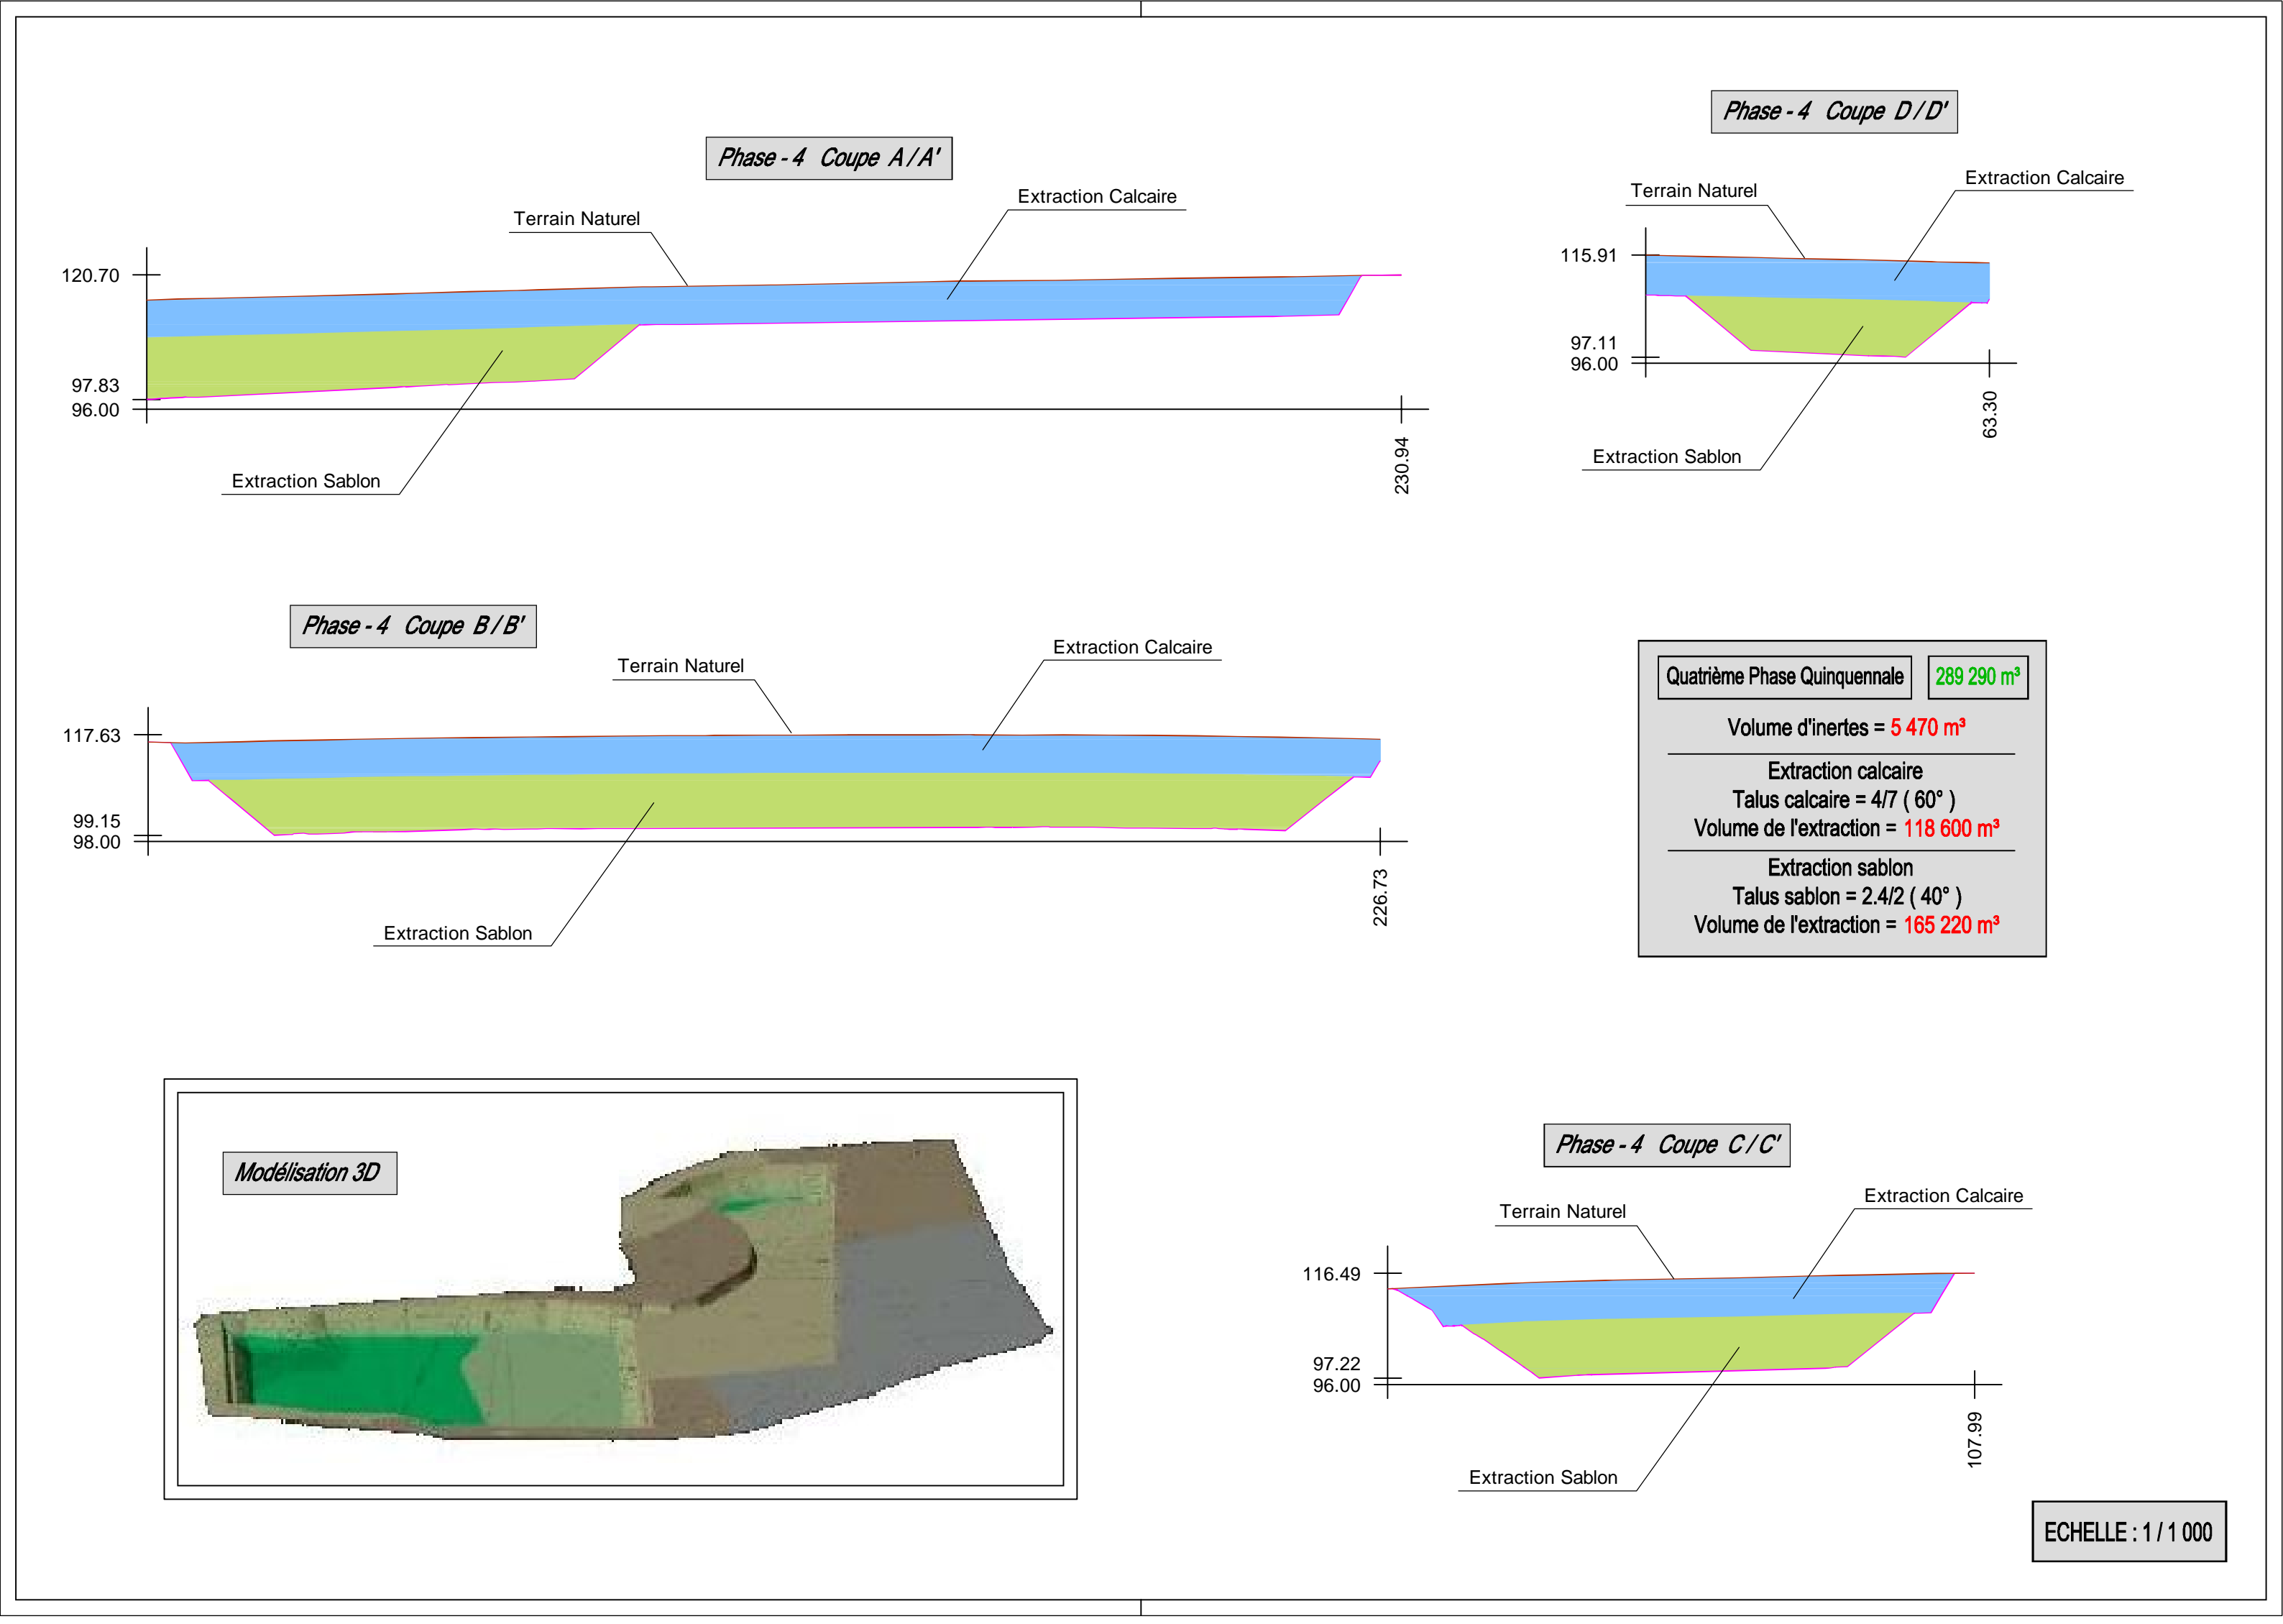 Phase - 4 Coupe A / A'
Terrain Naturel
Extraction Calcaire
120.70
97.83
96.00
230.94
Extraction Sablon
Phase - 4 Coupe D / D'
Terrain Naturel
Extraction Calcaire
115.91
97.11
96.00
63.30
Extraction Sablon
Phase - 4 Coupe B / B'
Terrain Naturel
Extraction Calcaire
117.63
99.15
98.00
226.73
Extraction Sablon
Quatrième Phase Quinquennale 289 290 m³
Volume d'inertes = 5 470 m³
Extraction calcaire
Talus calcaire = 4/7 ( 60° )
Volume de l'extraction = 118 600 m³
Extraction sablon
Talus sablon = 2.4/2 ( 40° )
Volume de l'extraction = 165 220 m³
Modélisation 3D
Phase - 4 Coupe C / C'
Terrain Naturel
Extraction Calcaire
116.49
97.22
96.00
107.99
Extraction Sablon
ECHELLE : 1 / 1 000